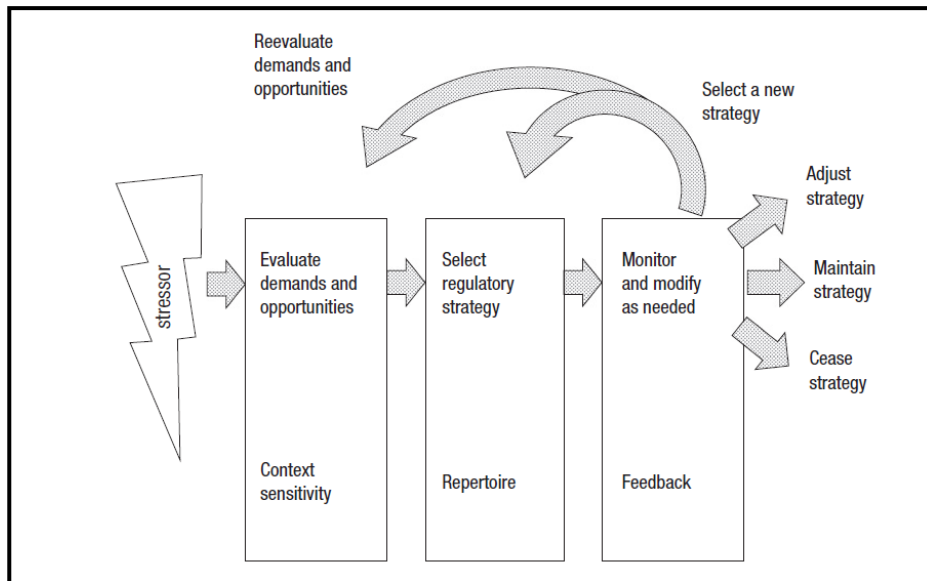 Reevaluate
demands and
opportunities
Select a new
strategy
Adjust
strategy
stressor
Evaluate
demands and
opportunities
Select
regulatory
strategy
Monitor
and modify
as needed
Maintain
strategy
Cease
strategy
Context
sensitivity
Repertoire
Feedback